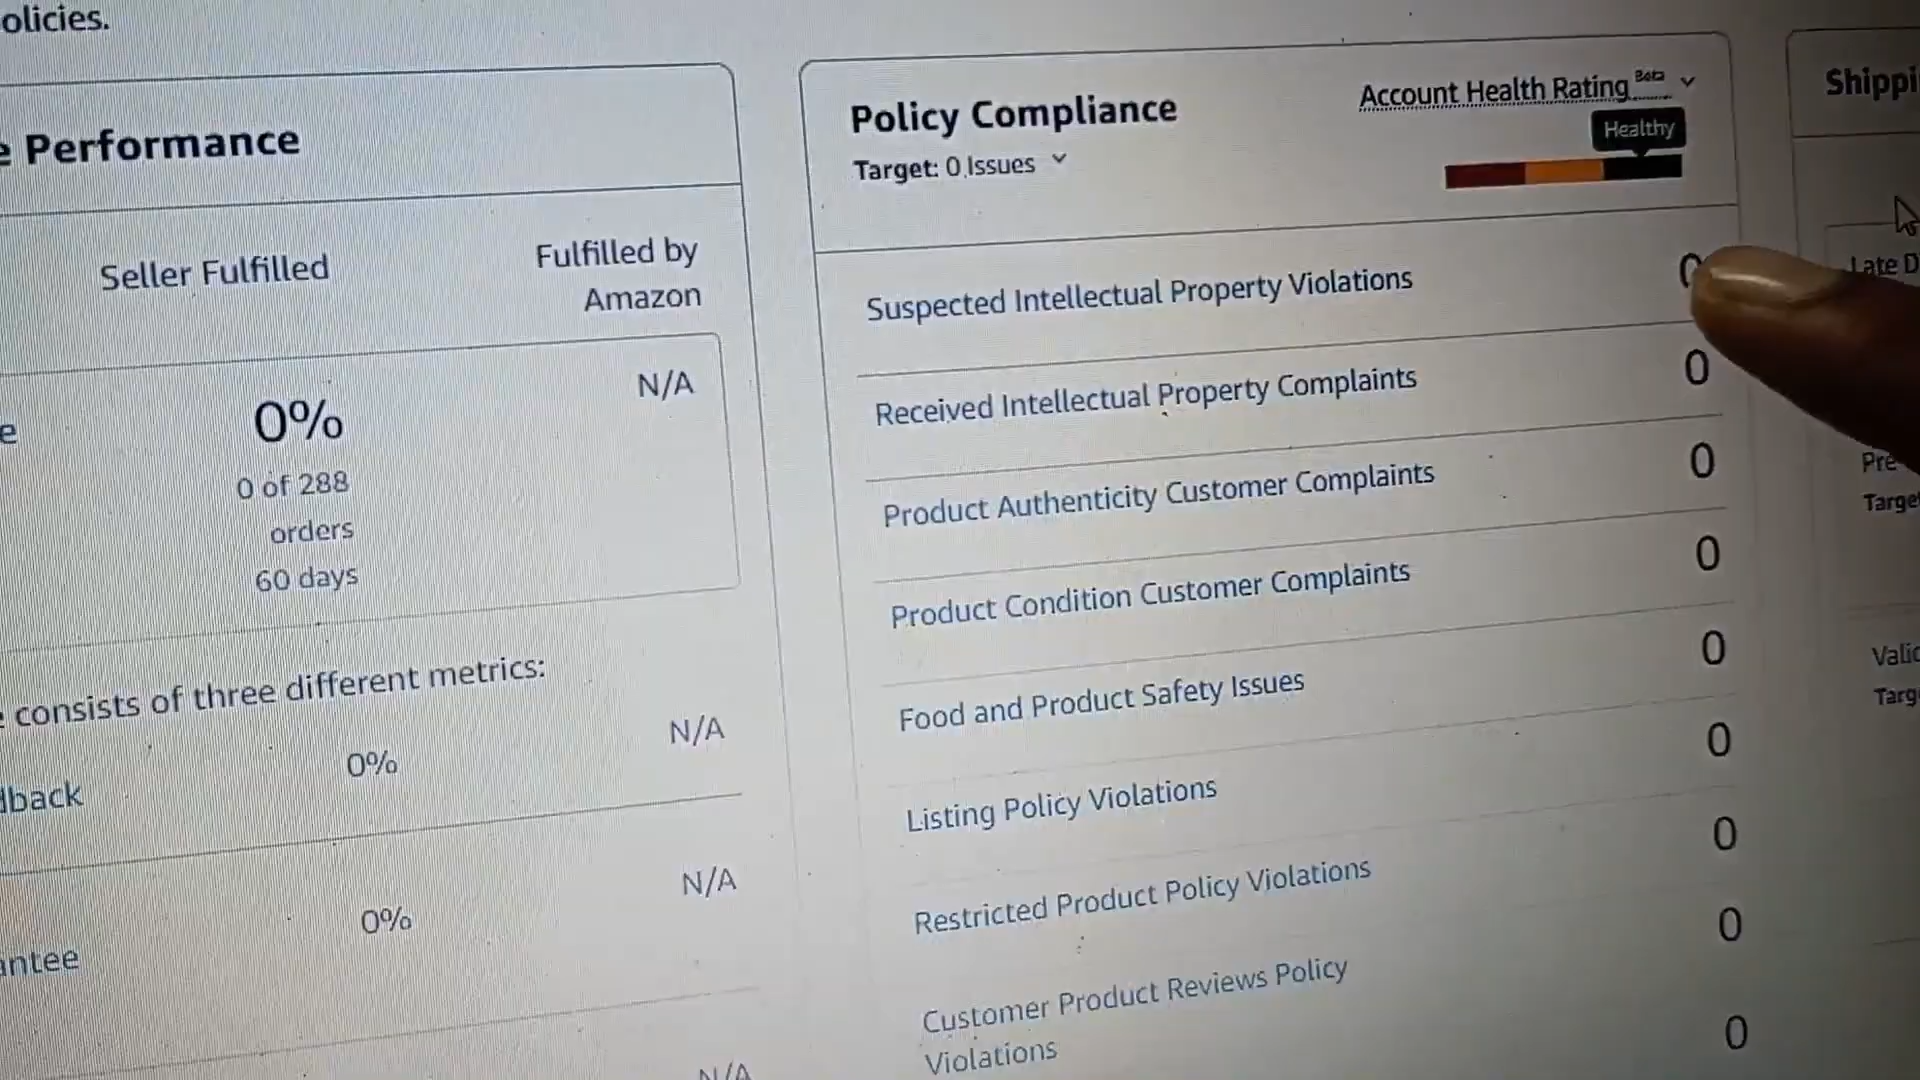 olicies.
e Performance
Seller Fulfilled
Fulfilled by
Amazon
e
0%
N/A
0 of 288
orders
60 days
consists of three different metrics:
0%
N/A
dback
0%
N/A
antee
N/A
Policy Compliance
Target: 0 Issues
Account Health Rating Beta
Healthy
Suspected Intellectual Property Violations
0
Received Intellectual Property Complaints
0
Product Authenticity Customer Complaints
0
Product Condition Customer Complaints
0
Food and Product Safety Issues
0
Listing Policy Violations
0
Restricted Product Policy Violations
0
Customer Product Reviews Policy
Violations
0
0
Shippi
Late D
Pre
Targe
Valid
Targ